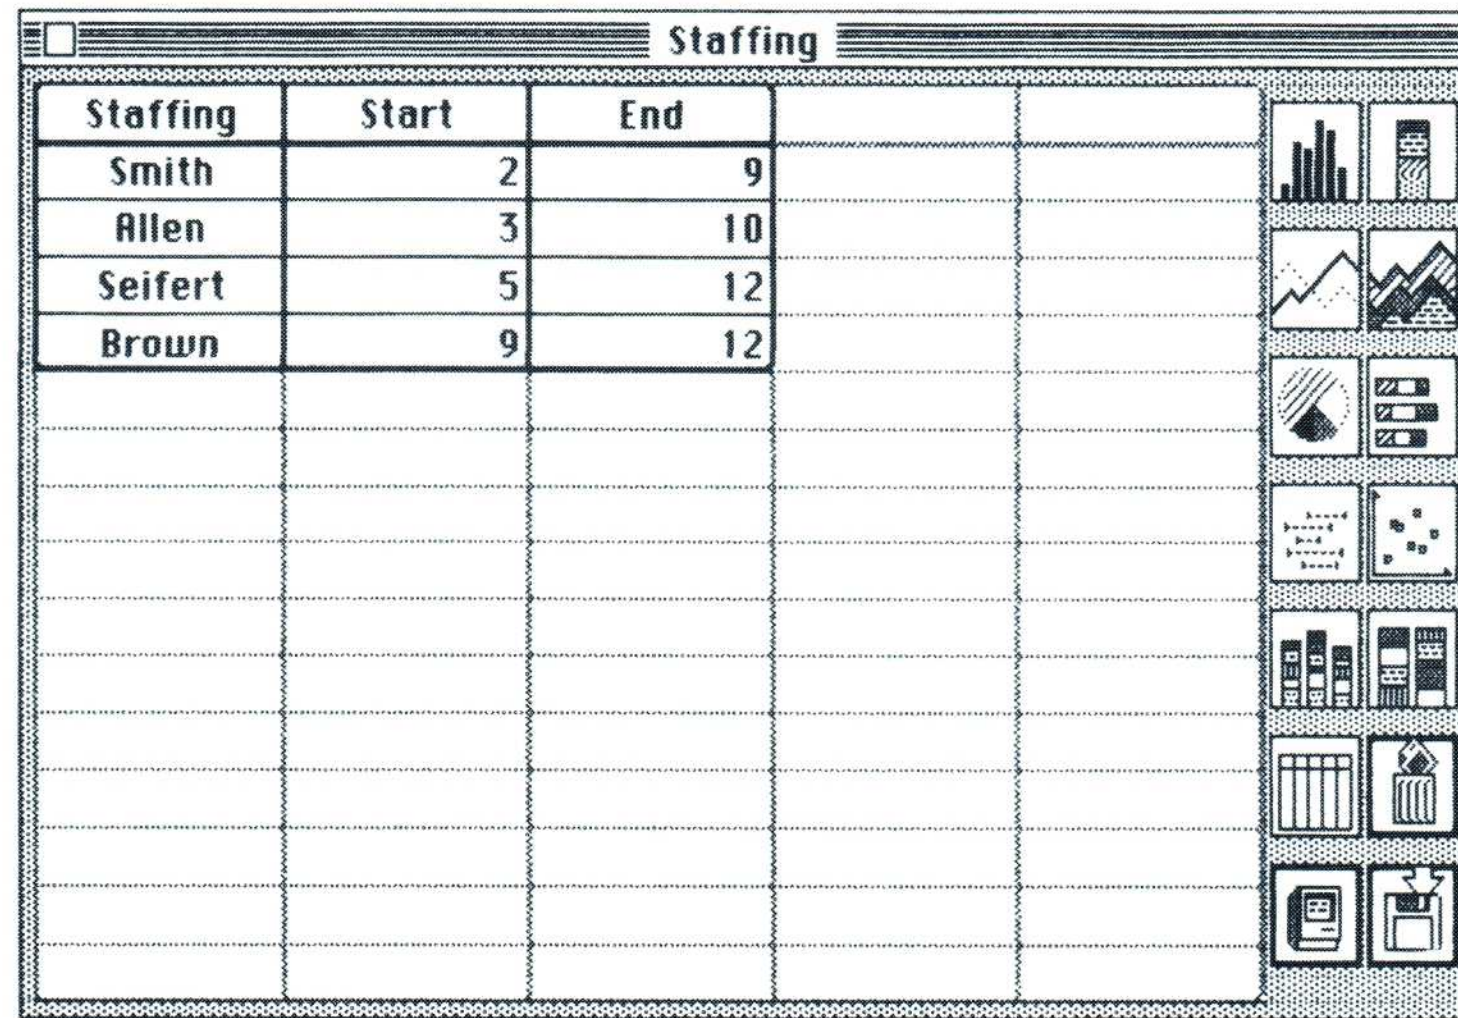 Staffing
Staffing Start End
Smith 2 9
Allen 3 10
Seifert 5 12
Brown 9 12